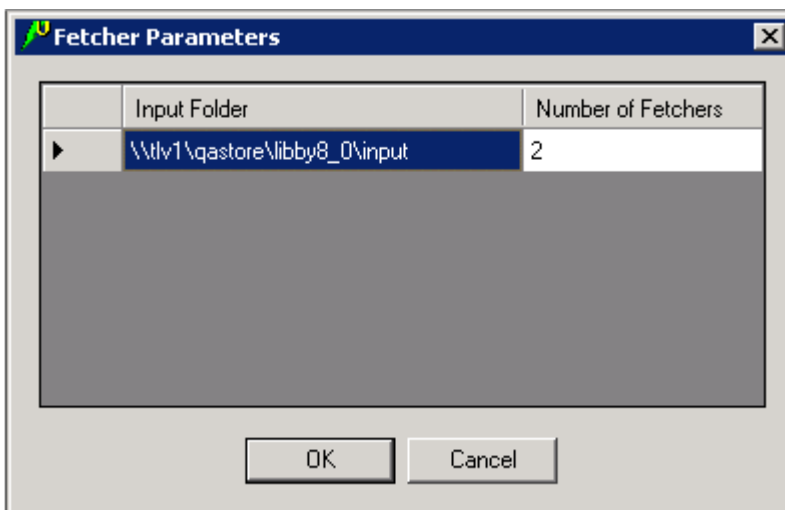 Fetcher Parameters
Input Folder Number of Fetchers
\\tlv1\qastore\libby8_0\input 2
OK Cancel